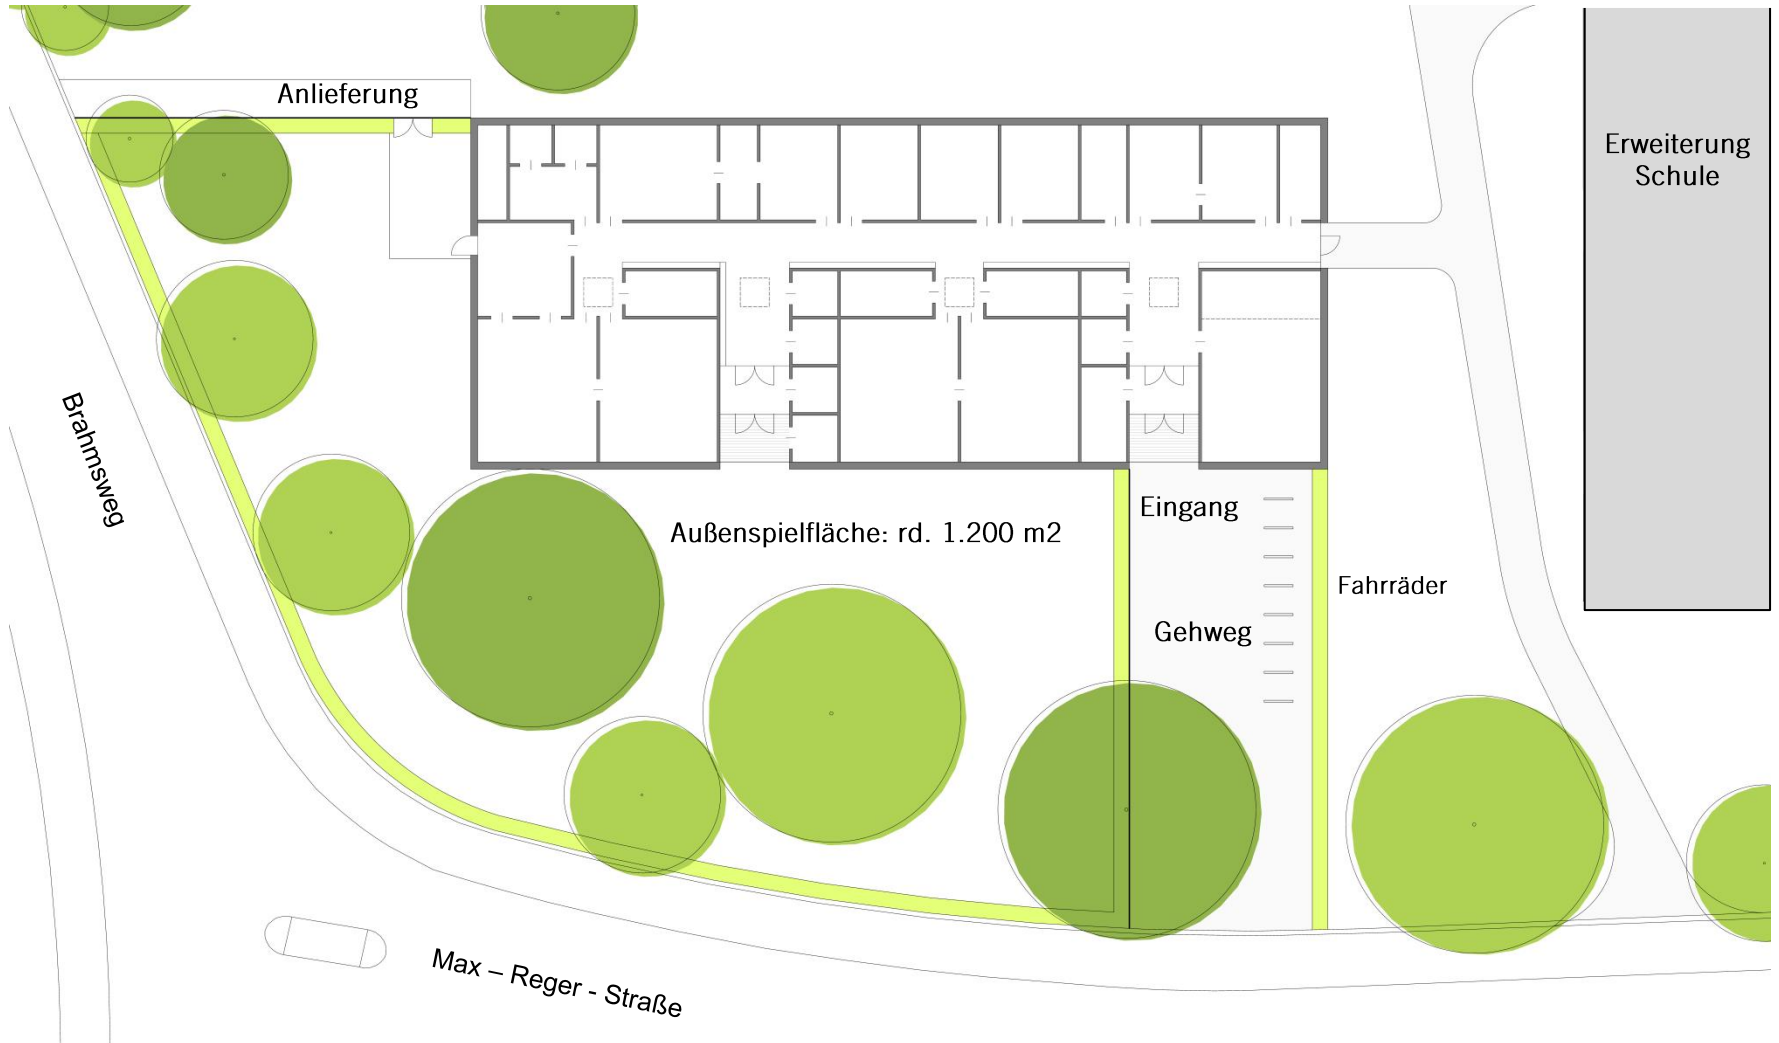 Anlieferung
Erweiterung
Schule
Brahmsweg
Eingang
Außenspielfläche: rd. 1.200 m2
Fahrräder
Gehweg
Max – Reger - Straße